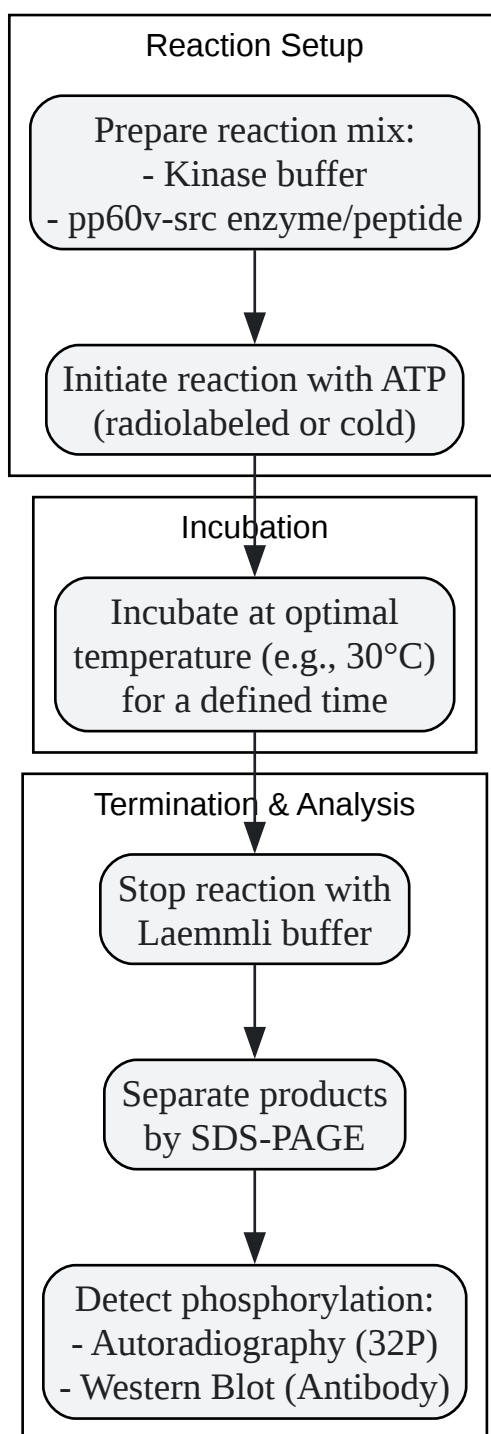 Reaction Setup
Prepare reaction mix:
- Kinase buffer
- pp60v-src enzyme/peptide
Initiate reaction with ATP
(radiolabeled or cold)
Incubation
Incubate at optimal
temperature (e.g., 30°C)
for a defined time
Termination & Analysis
Stop reaction with
Laemmli buffer
Separate products
by SDS-PAGE
Detect phosphorylation:
- Autoradiography (32P)
- Western Blot (Antibody)